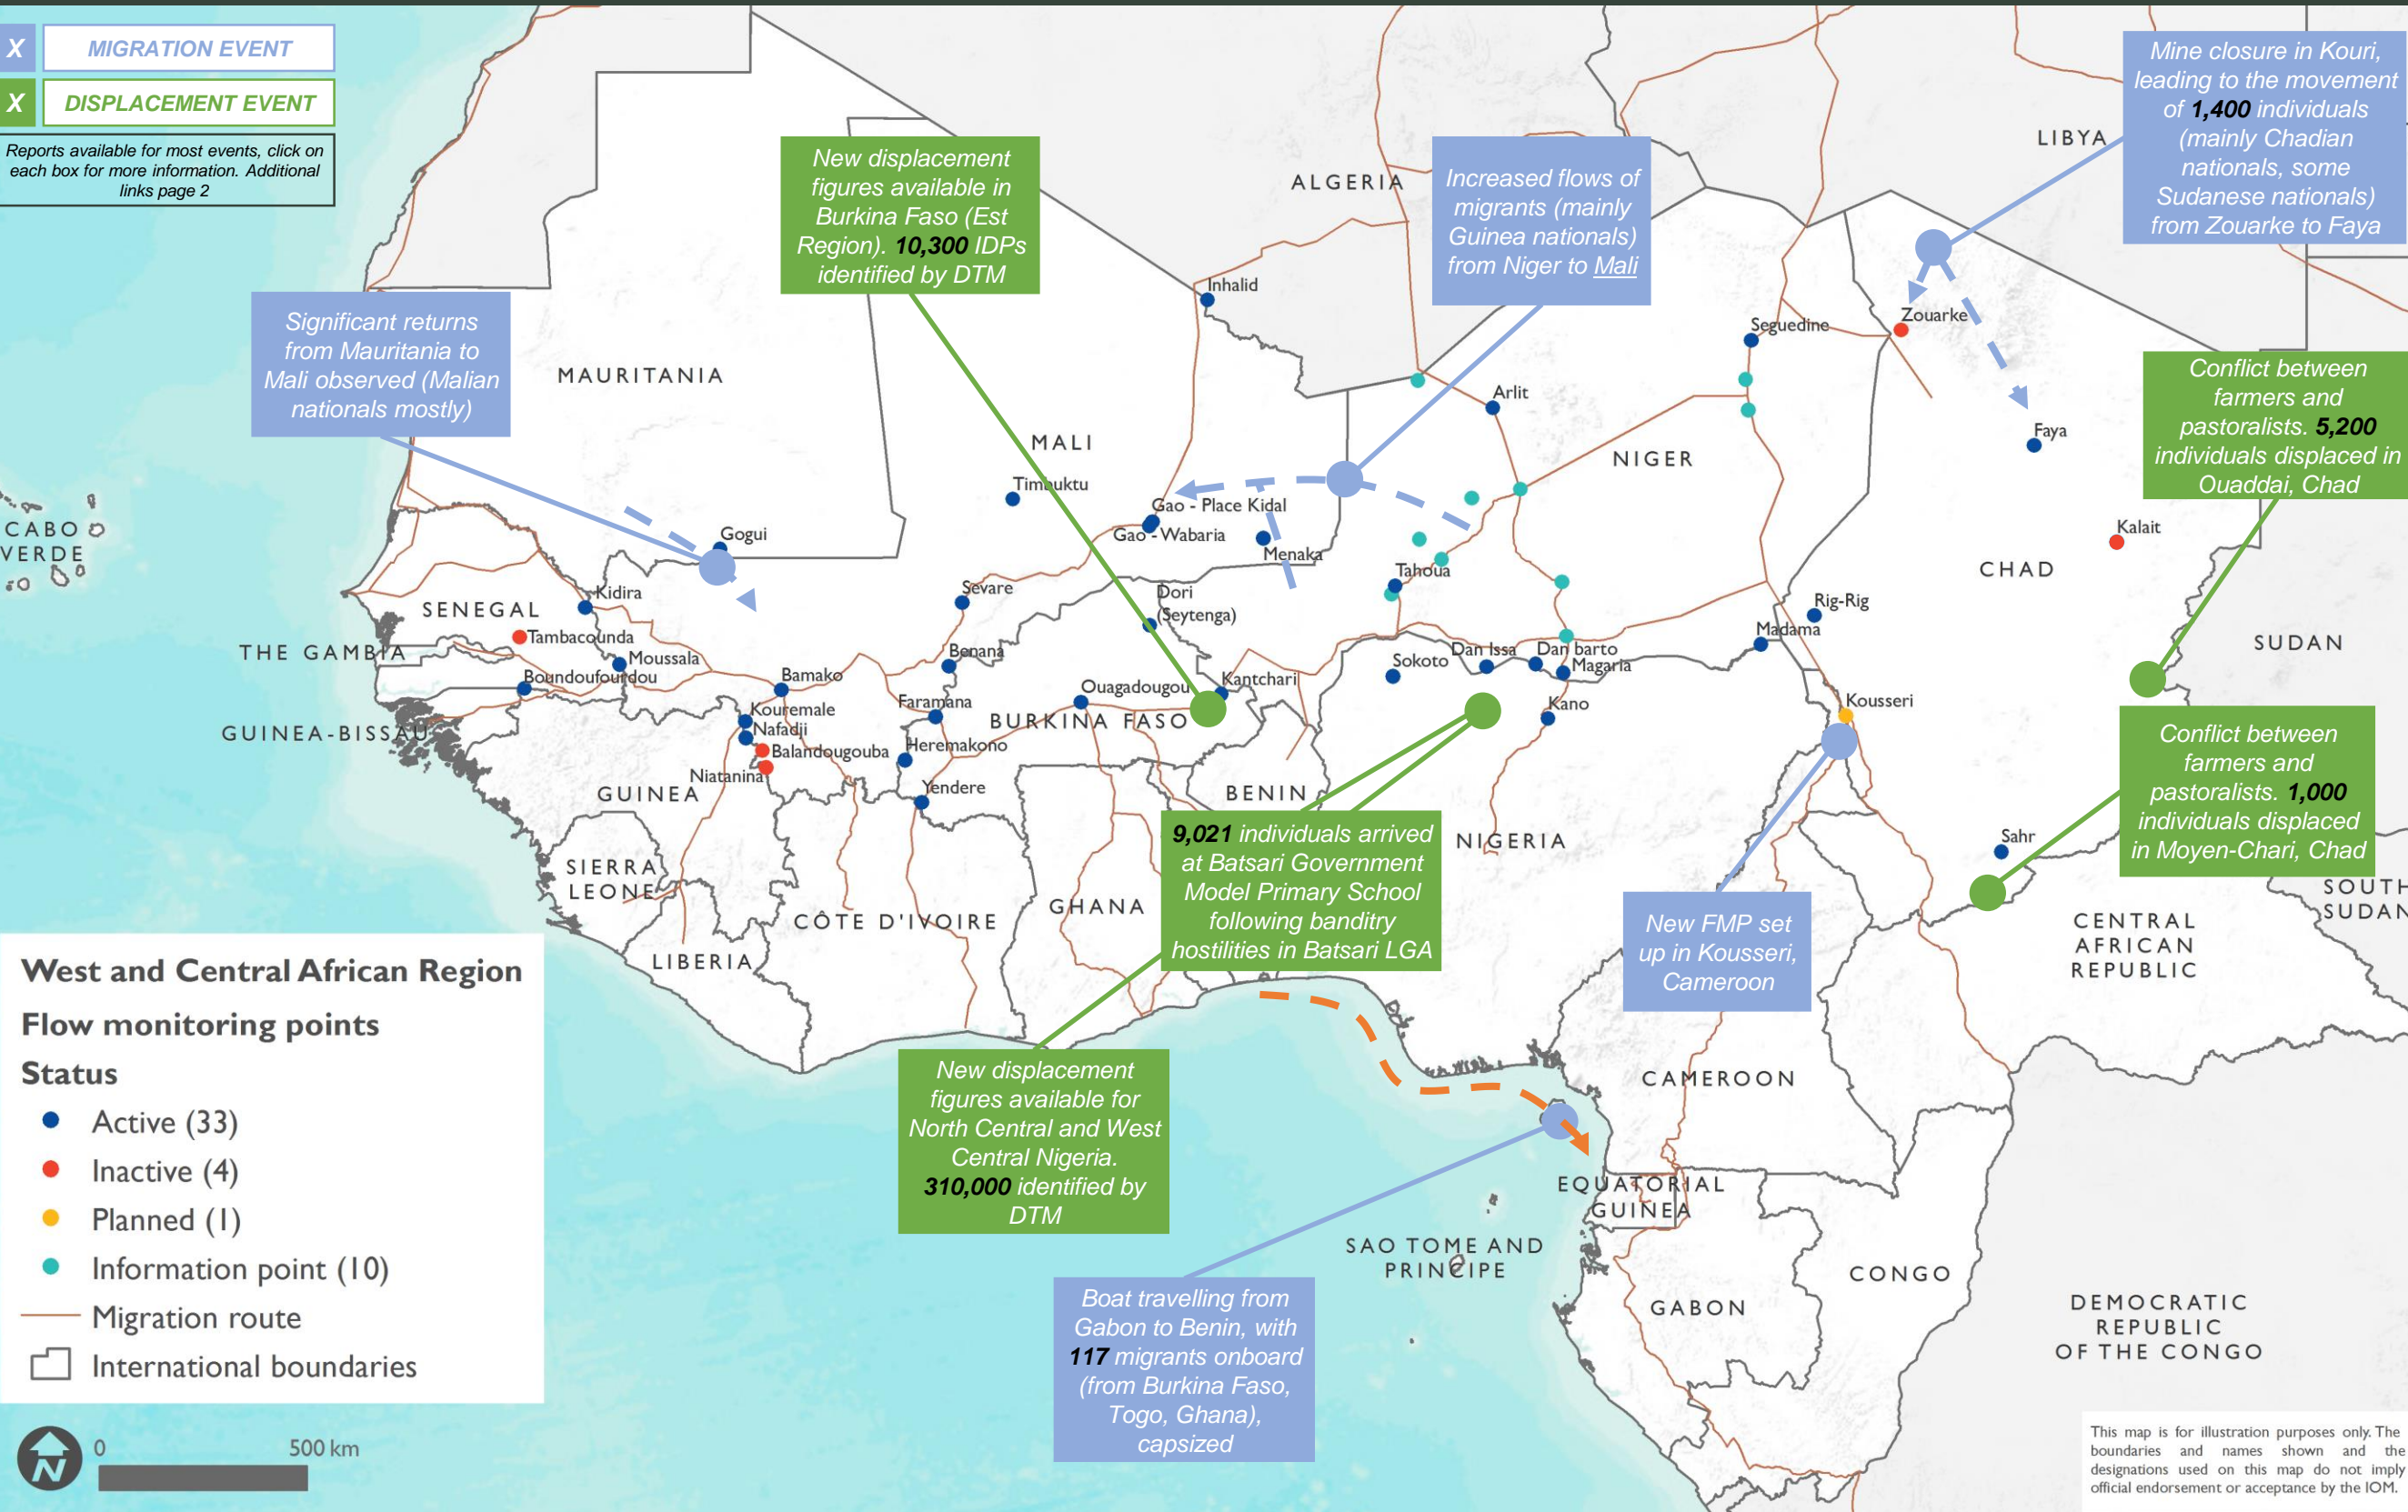 X MIGRATION EVENT
X DISPLACEMENT EVENT
Reports available for most events, click on
each box for more information. Additional
links page 2
Significant returns
from Mauritania to
Mali observed (Malian
nationals mostly)
New displacement
figures available in
Burkina Faso (Est
Region). 10,300 IDPs
identified by DTM
Increased flows of
migrants (mainly
Guinea nationals)
from Niger to Mali
Mine closure in Kouri,
leading to the movement
of 1,400 individuals
(mainly Chadian
nationals, some
Sudanese nationals)
from Zouarke to Faya
Conflict between
farmers and
pastoralists. 5,200
individuals displaced in
Ouaddai, Chad
Conflict between
farmers and
pastoralists. 1,000
individuals displaced
in Moyen-Chari, Chad
9,021 individuals arrived
at Batsari Government
Model Primary School
following banditry
hostilities in Batsari LGA
New FMP set
up in Kousseri,
Cameroon
New displacement
figures available for
North Central and West
Central Nigeria.
310,000 identified by
DTM
Boat travelling from
Gabon to Benin, with
117 migrants onboard
(from Burkina Faso,
Togo, Ghana),
capsized
ALGERIA
LIBYA
MAURITANIA
MALI
NIGER
CHAD
SUDAN
CABO
VERDE
SENEGAL
THE GAMBIA
GUINEA-BISSAU
GUINEA
SIERRA
LEONE
LIBERIA
CÔTE D'IVOIRE
GHANA
BURKINA FASO
BENIN
NIGERIA
CAMEROON
CENTRAL
AFRICAN
REPUBLIC
SOUTH
SUDAN
EQUATORIAL
GUINEA
SAO TOME AND
PRINCIPE
GABON
CONGO
DEMOCRATIC
REPUBLIC
OF THE CONGO
Inhalid
Seguedine
Zouarke
Arlit
Faya
Timbuktu
Gao - Place Kidal
Gao - Wabaria
Menaka
Gogui
Kalait
Tahoua
Kidira
Sevare
Dori
(Seytenga)
Rig-Rig
Tambacounda
Madama
Moussala
Benana
Sokoto
Dan Issa
Dan barto
Magaria
Boundoufourdou
Bamako
Ouagadougou
Kantchari
Kouremale
Faramana
Kano
Kousseri
Nafadji
Balandougouba
Heremakono
Niatanina
Yendere
Sahr
West and Central African Region
Flow monitoring points
Status
Active (33)
Inactive (4)
Planned (1)
Information point (10)
Migration route
International boundaries
N
0 500 km
This map is for illustration purposes only. The
boundaries and names shown and the
designations used on this map do not imply
official endorsement or acceptance by the IOM.